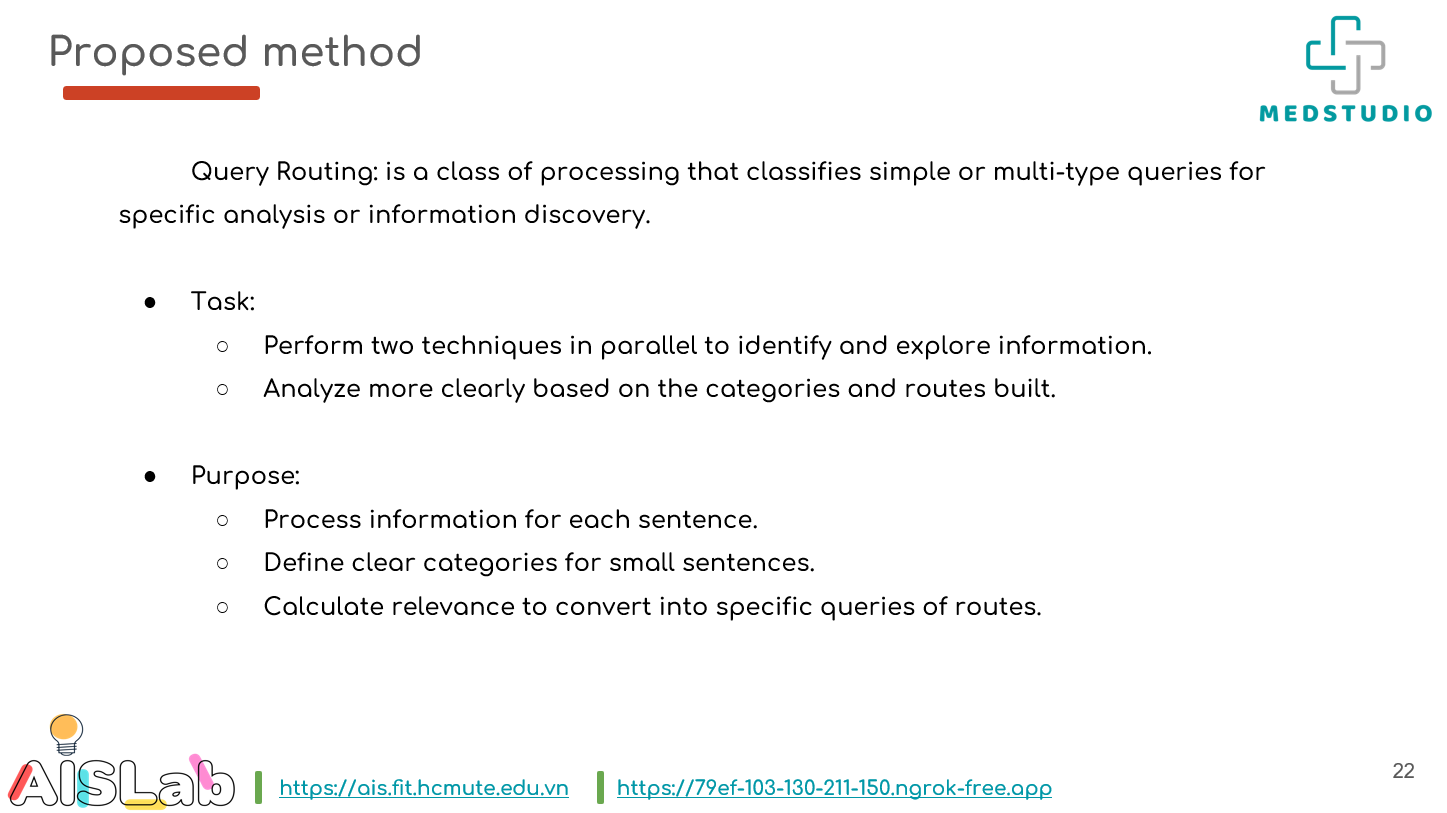 Proposed method
MEDSTUDIO
Query Routing: is a class of processing that classifies simple or multi-type queries for
specific analysis or information discovery.
● Task:
○ Perform two techniques in parallel to identify and explore information.
○ Analyze more clearly based on the categories and routes built.
● Purpose:
○ Process information for each sentence.
○ Define clear categories for small sentences.
○ Calculate relevance to convert into specific queries of routes.
AISLab
https://ais.fit.hcmute.edu.vn
https://79ef-103-130-211-150.ngrok-free.app
22